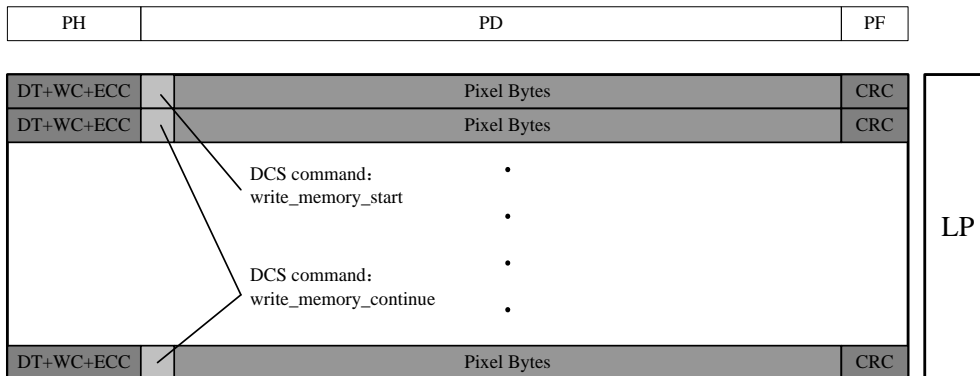 PH PD PF
DT+WC+ECC Pixel Bytes CRC
DT+WC+ECC Pixel Bytes CRC
DCS command：
write_memory_start
LP
DCS command：
write_memory_continue
DT+WC+ECC Pixel Bytes CRC